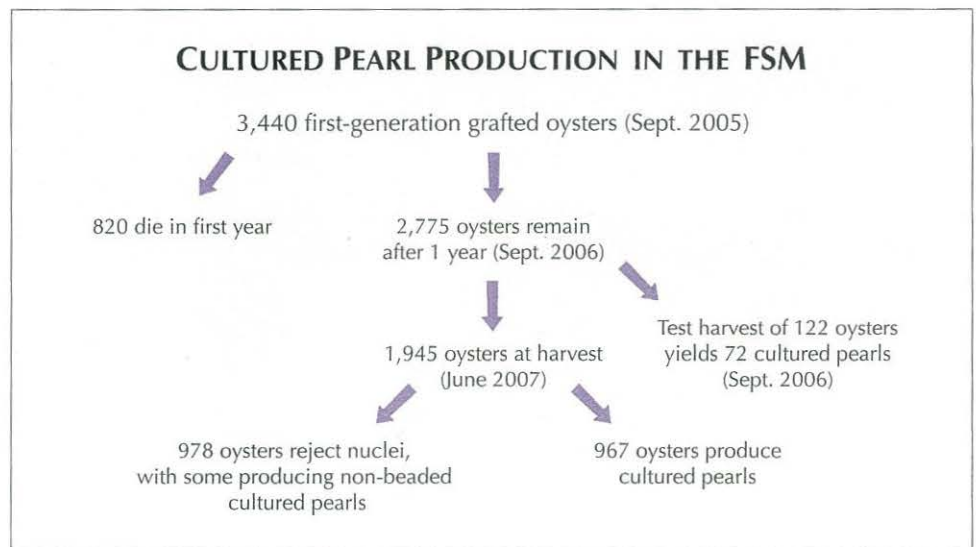 CULTURED PEARL PRODUCTION IN THE FSM
3,440 first-generation grafted oysters (Sept. 2005)
820 die in first year
2,775 oysters remain
after 1 year (Sept. 2006)
Test harvest of 122 oysters
yields 72 cultured pearls
(Sept. 2006)
1,945 oysters at harvest
(June 2007)
978 oysters reject nuclei,
with some producing non-beaded
cultured pearls
967 oysters produce
cultured pearls